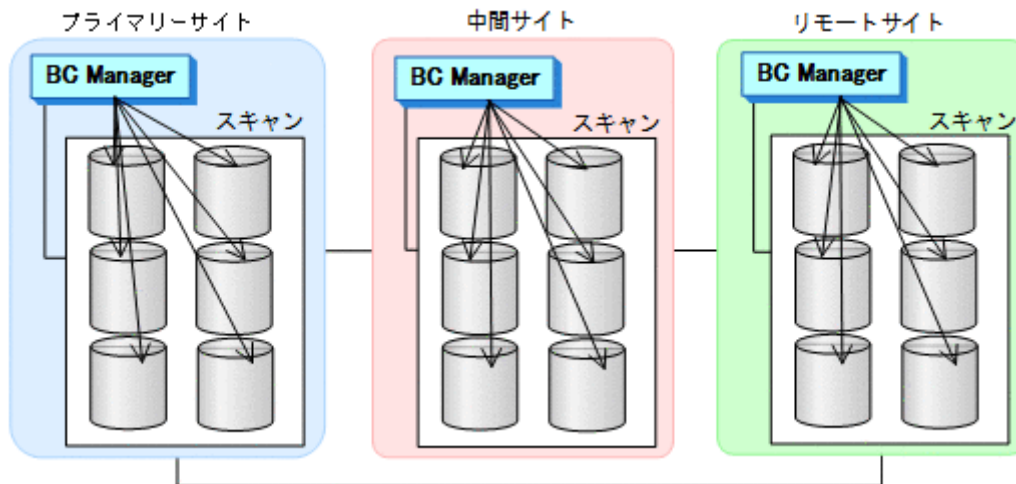 プライマリーサイト
中間サイト
リモートサイト
BC Manager
BC Manager
BC Manager
スキャン
スキャン
スキャン